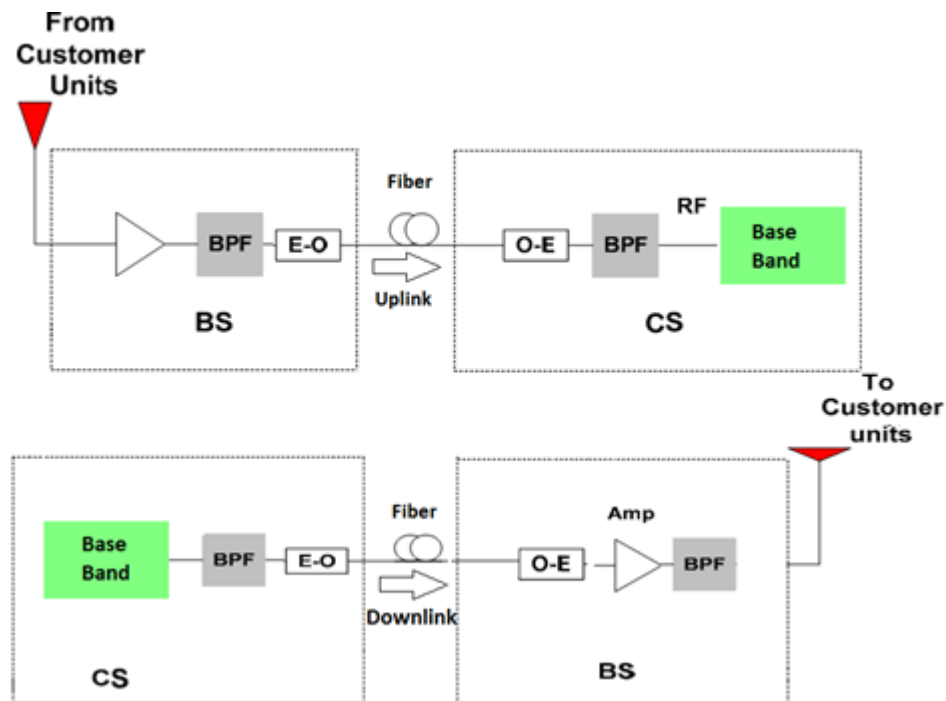 From
Customer
Units
Fiber
RF
Base
Band
BPF
E-O
O-E
BPF
Uplink
BS
CS
To
Customer
units
Fiber
Amp
Base
Band
BPF
E-O
O-E
BPF
Downlink
CS
BS